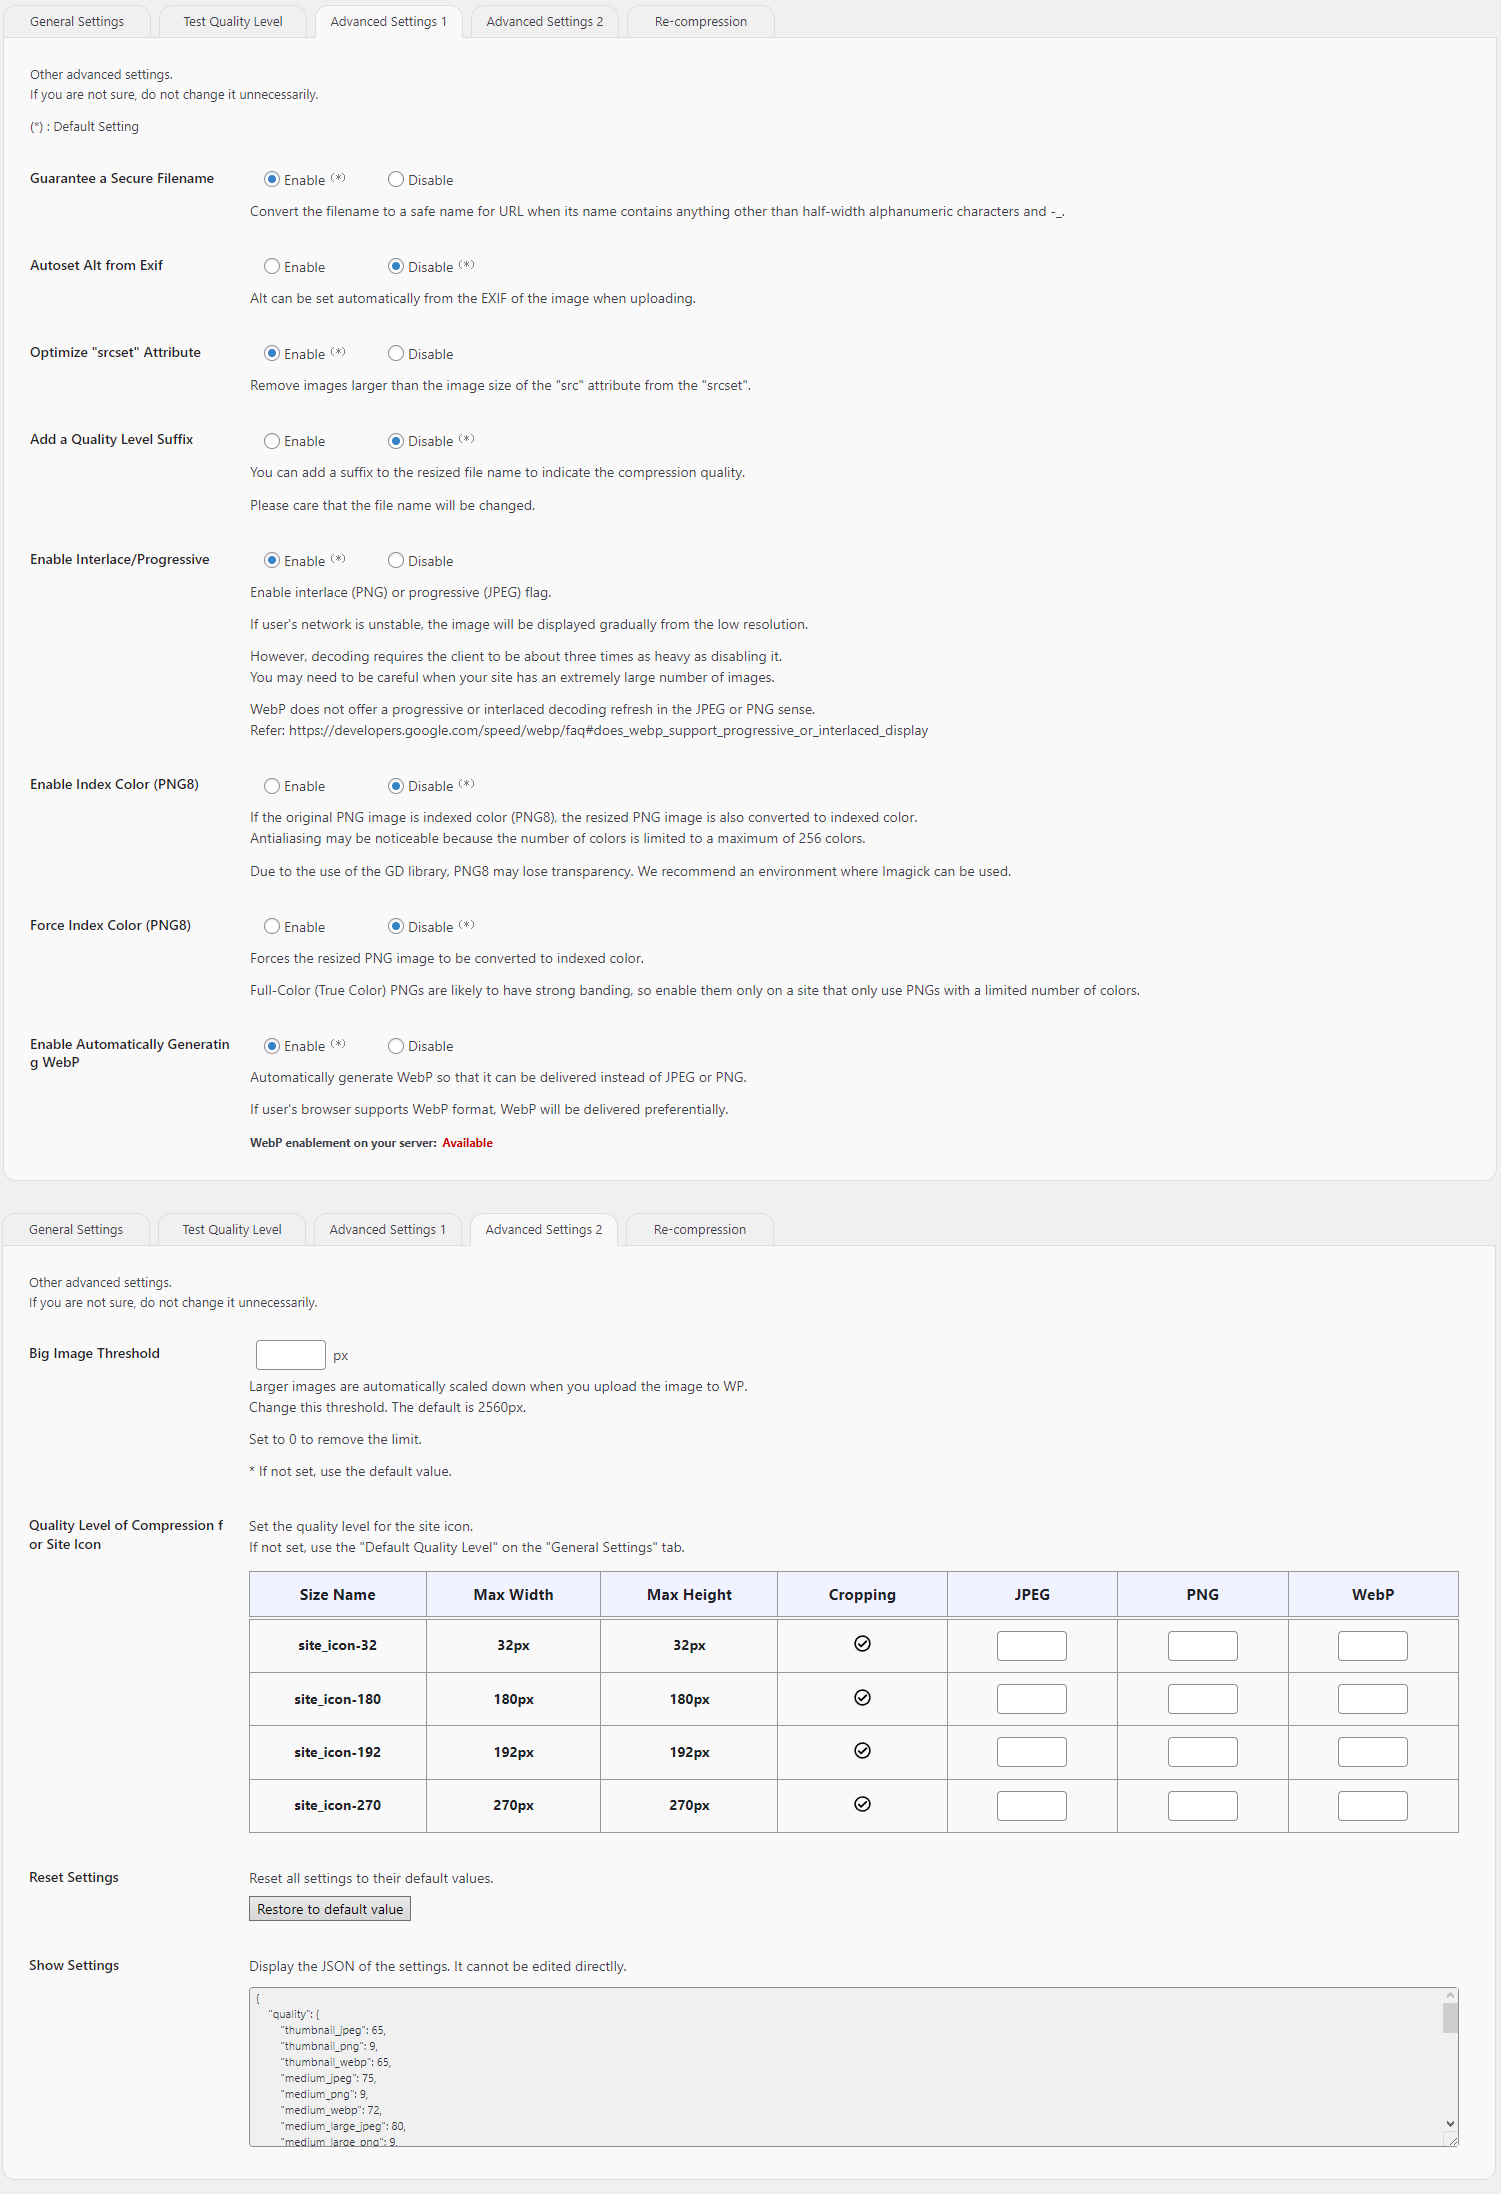 General Settings
Test Quality Level
Advanced Settings 1
Advanced Settings 2
Re-compression
Other advanced settings.
If you are not sure, do not change it unnecessarily.
(*) : Default Setting
Guarantee a Secure Filename
Enable (*)
Disable
Convert the filename to a safe name for URL when its name contains anything other than half-width alphanumeric characters and -_.
Autoset Alt from Exif
Enable
Disable (*)
Alt can be set automatically from the EXIF of the image when uploading.
Optimize "srcset" Attribute
Enable (*)
Disable
Remove images larger than the image size of the "src" attribute from the "srcset".
Add a Quality Level Suffix
Enable
Disable (*)
You can add a suffix to the resized file name to indicate the compression quality.
Please care that the file name will be changed.
Enable Interlace/Progressive
Enable (*)
Disable
Enable interlace (PNG) or progressive (JPEG) flag.
If user's network is unstable, the image will be displayed gradually from the low resolution.
However, decoding requires the client to be about three times as heavy as disabling it.
You may need to be careful when your site has an extremely large number of images.
WebP does not offer a progressive or interlaced decoding refresh in the JPEG or PNG sense.
Refer: https://developers.google.com/speed/webp/faq#does_webp_support_progressive_or_interlaced_display
Enable Index Color (PNG8)
Enable
Disable (*)
If the original PNG image is indexed color (PNG8), the resized PNG image is also converted to indexed color.
Antialiasing may be noticeable because the number of colors is limited to a maximum of 256 colors.
Due to the use of the GD library, PNG8 may lose transparency. We recommend an environment where Imagick can be used.
Force Index Color (PNG8)
Enable
Disable (*)
Forces the resized PNG image to be converted to indexed color.
Full-Color (True Color) PNGs are likely to have strong banding, so enable them only on a site that only use PNGs with a limited number of colors.
Enable Automatically Generatin
g WebP
Enable (*)
Disable
Automatically generate WebP so that it can be delivered instead of JPEG or PNG.
If user's browser supports WebP format, WebP will be delivered preferentially.
WebP enablement on your server: Available
General Settings
Test Quality Level
Advanced Settings 1
Advanced Settings 2
Re-compression
Other advanced settings.
If you are not sure, do not change it unnecessarily.
Big Image Threshold
px
Larger images are automatically scaled down when you upload the image to WP.
Change this threshold. The default is 2560px.
Set to 0 to remove the limit.
* If not set, use the default value.
Quality Level of Compression f
or Site Icon
Set the quality level for the site icon.
If not set, use the "Default Quality Level" on the "General Settings" tab.
Size Name Max Width Max Height Cropping JPEG PNG WebP
site_icon-32 32px 32px
site_icon-180 180px 180px
site_icon-192 192px 192px
site_icon-270 270px 270px
Reset Settings
Reset all settings to their default values.
Restore to default value
Show Settings
Display the JSON of the settings. It cannot be edited directlly.
{
"quality": {
"thumbnail_jpeg": 65,
"thumbnail_png": 9,
"thumbnail_webp": 65,
"medium_jpeg": 75,
"medium_png": 9,
"medium_webp": 72,
"medium_large_jpeg": 80,
"medium_large_png": 9,